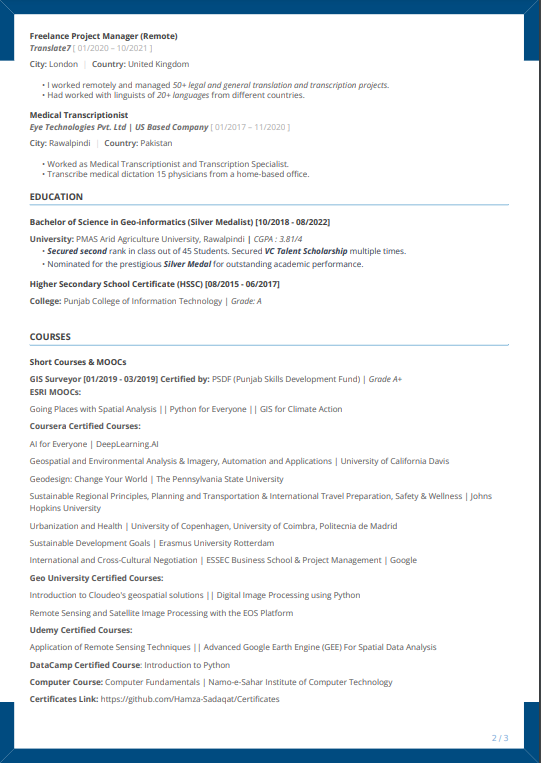 Freelance Project Manager (Remote)
Translate7 [ 01/2020 – 10/2021 ]
City: London | Country: United Kingdom
• I worked remotely and managed 50+ legal and general translation and transcription projects.
• Had worked with linguists of 20+ languages from different countries.
Medical Transcriptionist
Eye Technologies Pvt. Ltd | US Based Company [ 01/2017 – 11/2020 ]
City: Rawalpindi | Country: Pakistan
• Worked as Medical Transcriptionist and Transcription Specialist.
• Transcribe medical dictation 15 physicians from a home-based office.
EDUCATION
Bachelor of Science in Geo-informatics (Silver Medalist) [10/2018 - 08/2022]
University: PMAS Arid Agriculture University, Rawalpindi | CGPA : 3.81/4
• Secured second rank in class out of 45 Students. Secured VC Talent Scholarship multiple times.
• Nominated for the prestigious Silver Medal for outstanding academic performance.
Higher Secondary School Certificate (HSSC) [08/2015 - 06/2017]
College: Punjab College of Information Technology | Grade: A
COURSES
Short Courses & MOOCs
GIS Surveyor [01/2019 - 03/2019] Certified by: PSDF (Punjab Skills Development Fund) | Grade A+
ESRI MOOCs:
Going Places with Spatial Analysis || Python for Everyone || GIS for Climate Action
Coursera Certified Courses:
AI for Everyone | DeepLearning.AI
Geospatial and Environmental Analysis & Imagery, Automation and Applications | University of California Davis
Geodesign: Change Your World | The Pennsylvania State University
Sustainable Regional Principles, Planning and Transportation & International Travel Preparation, Safety & Wellness | Johns
Hopkins University
Urbanization and Health | University of Copenhagen, University of Coimbra, Politecnia de Madrid
Sustainable Development Goals | Erasmus University Rotterdam
International and Cross-Cultural Negotiation | ESSEC Business School & Project Management | Google
Geo University Certified Courses:
Introduction to Cloudeo's geospatial solutions || Digital Image Processing using Python
Remote Sensing and Satellite Image Processing with the EOS Platform
Udemy Certified Courses:
Application of Remote Sensing Techniques || Advanced Google Earth Engine (GEE) For Spatial Data Analysis
DataCamp Certified Course: Introduction to Python
Computer Course: Computer Fundamentals | Namo-e-Sahar Institute of Computer Technology
Certificates Link: https://github.com/Hamza-Sadaqat/Certificates
2 / 3